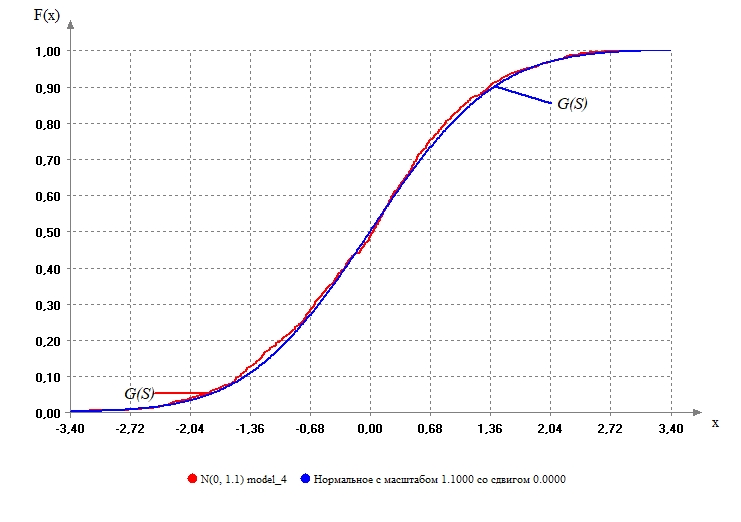 F(x)
1,00
0,90
G(S)
0,80
0,70
0,60
0,50
0,40
0,30
0,20
0,10
G(S)
0,00
-3,40 -2,72 -2,04 -1,36 -0,68 0,00 0,68 1,36 2,04 2,72 3,40
x
N(0, 1.1) model_4 Нормальное с масштабом 1.1000 со сдвигом 0.0000